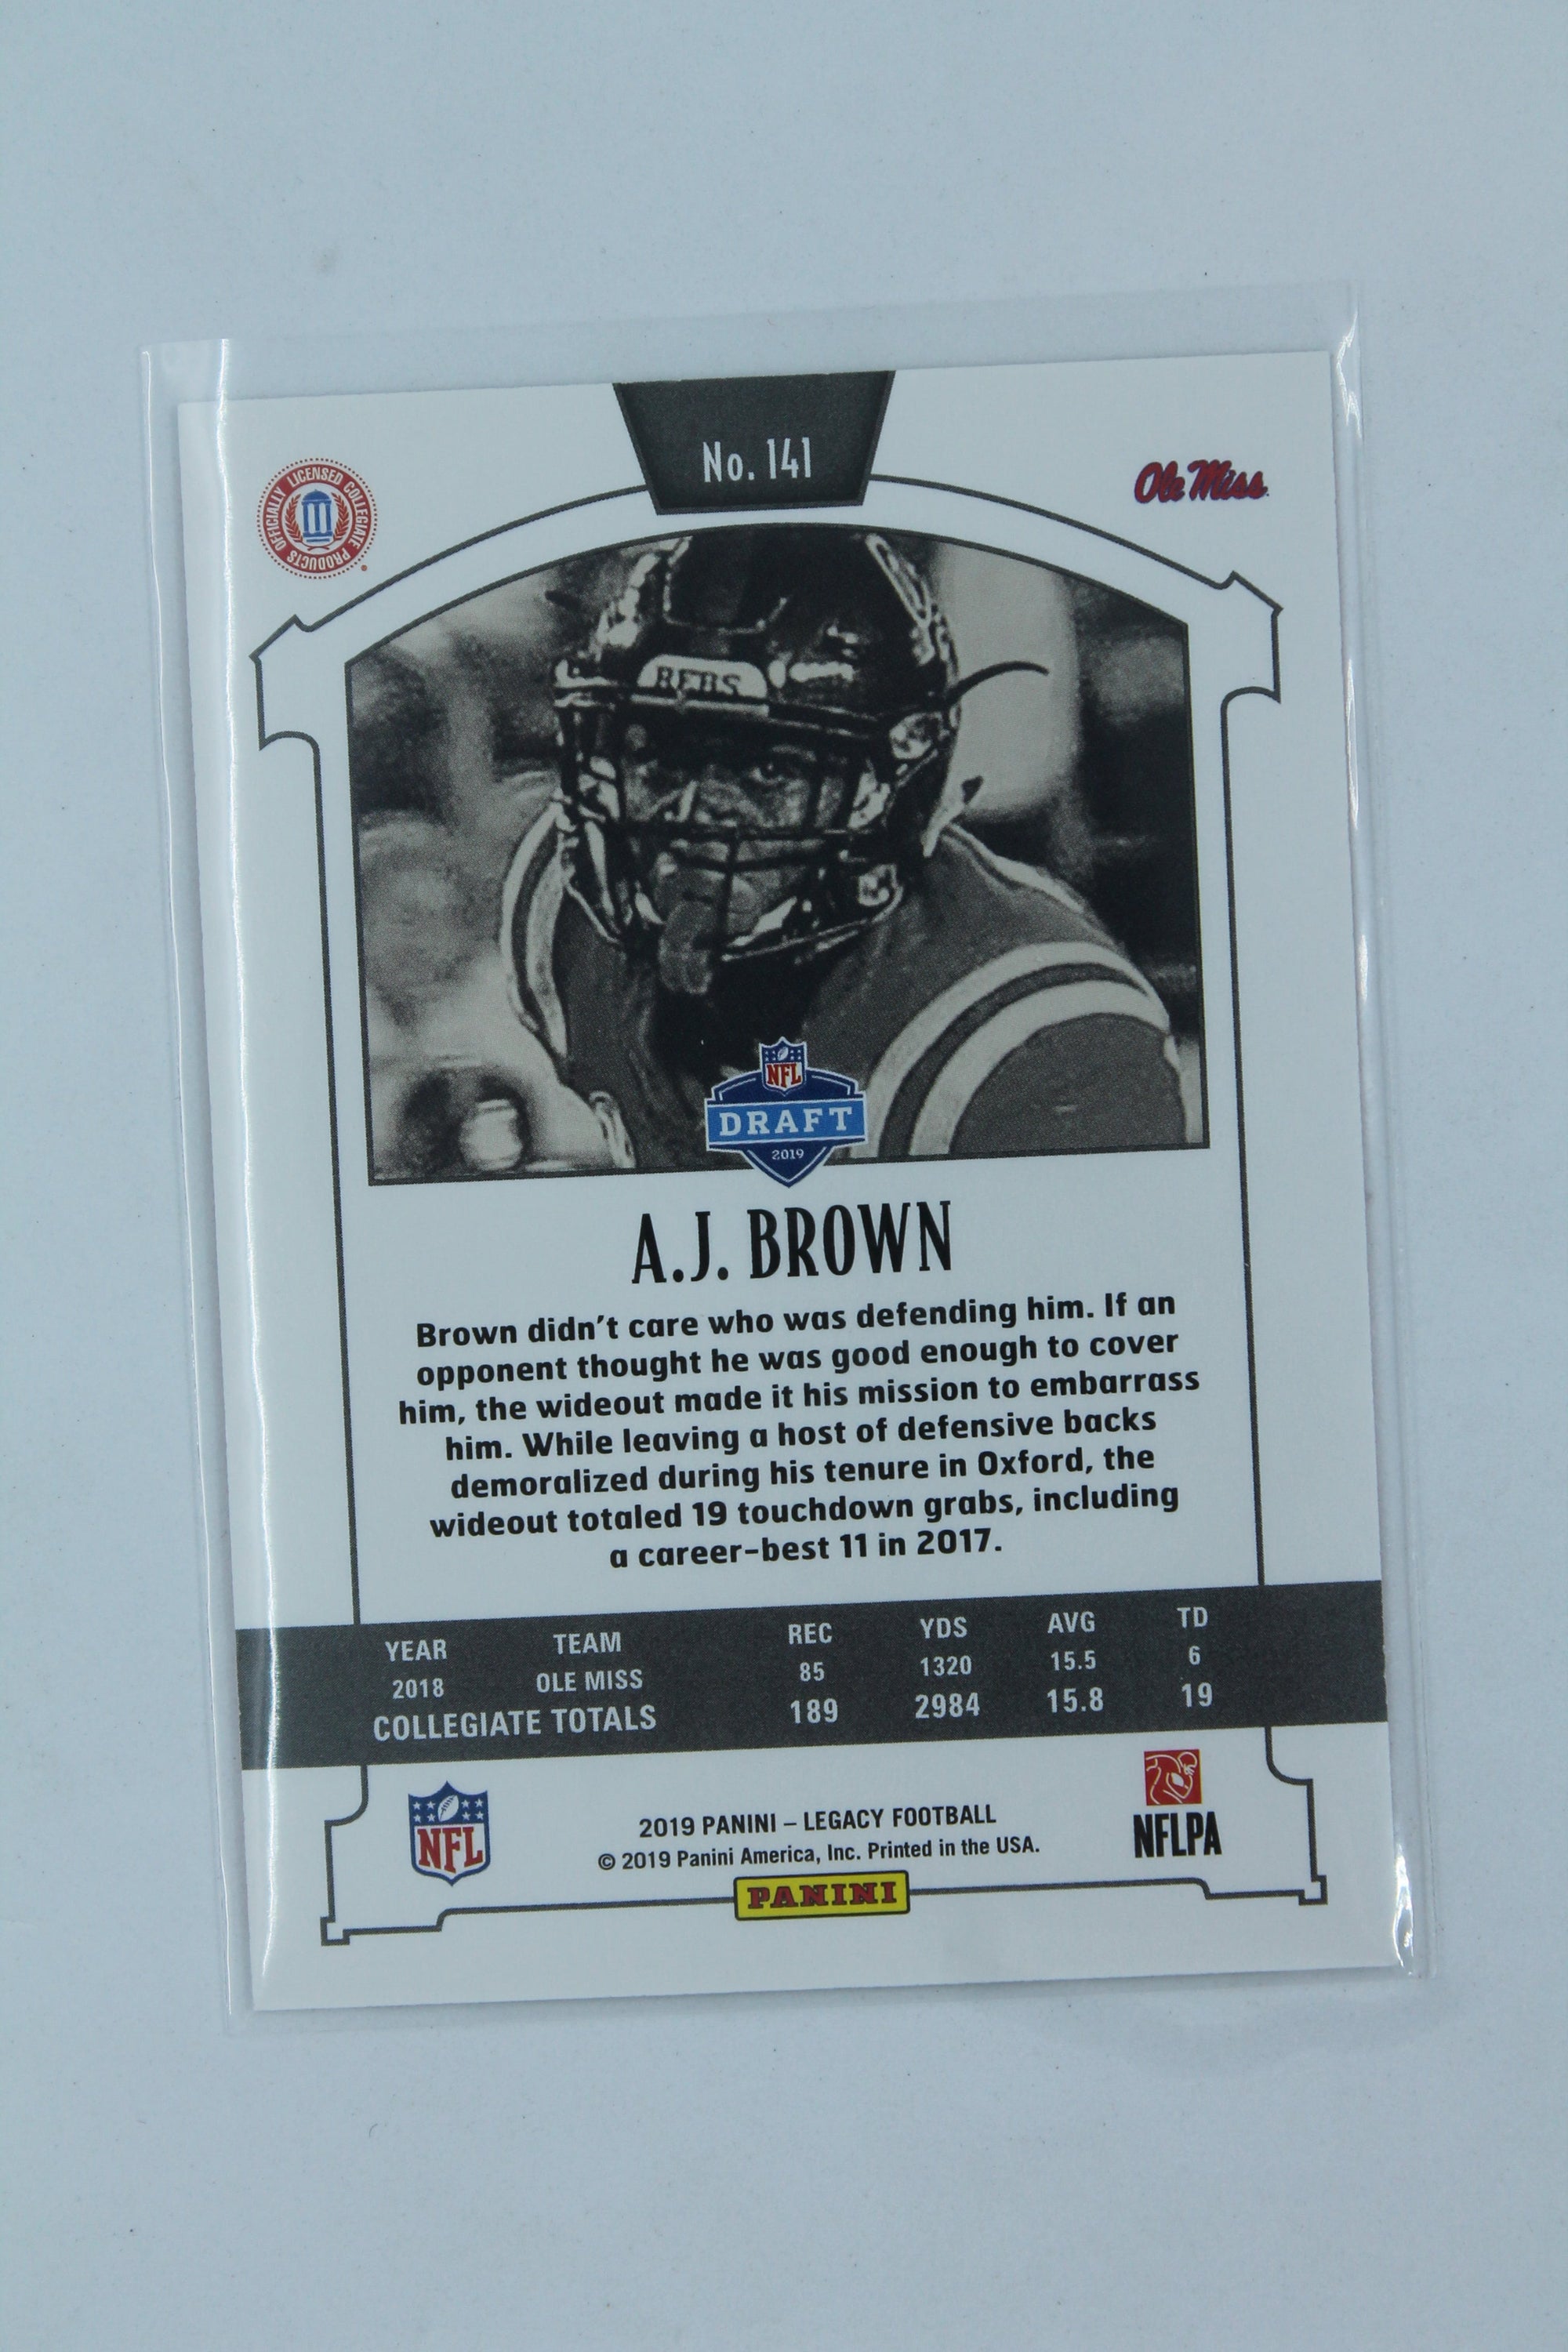 No. 141
OFFICIALLY LICENSED COLLEGIATE PRODUCTS
Ole Miss
REBS
NFL
DRAFT
2019
A.J. BROWN
Brown didn't care who was defending him. If an
opponent thought he was good enough to cover
him, the wideout made it his mission to embarrass
him. While leaving a host of defensive backs
demoralized during his tenure in Oxford, the
wideout totaled 19 touchdown grabs, including
a career-best 11 in 2017.
YEAR TEAM REC YDS AVG TD
2018 OLE MISS 85 1320 15.5 6
COLLEGIATE TOTALS 189 2984 15.8 19
NFL
2019 PANINI – LEGACY FOOTBALL
© 2019 Panini America, Inc. Printed in the USA.
NFLPA
PANINI